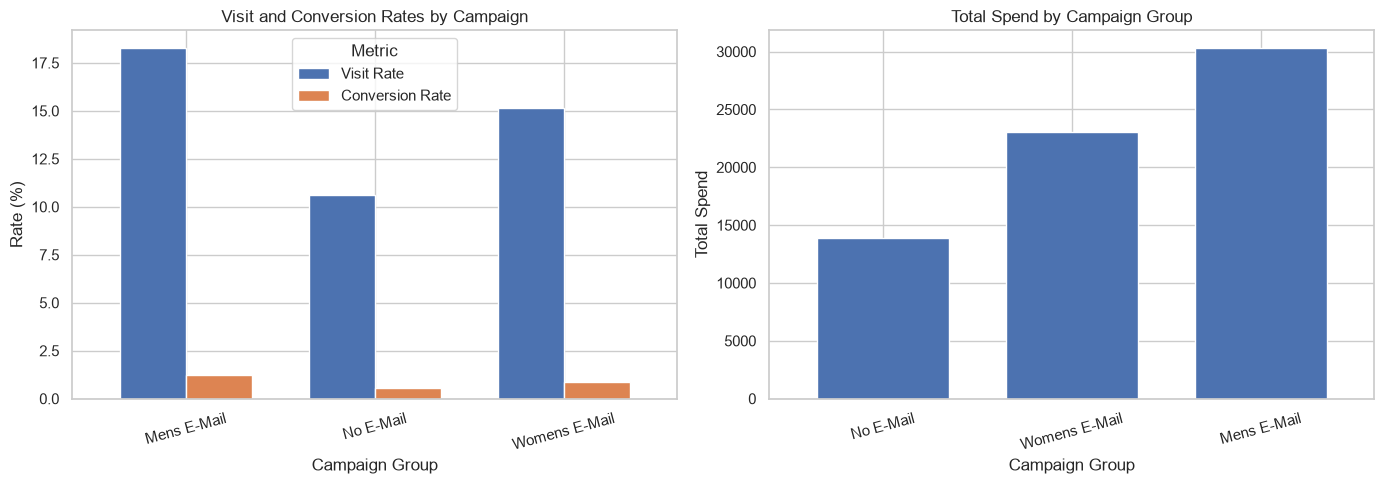 Visit and Conversion Rates by Campaign
Metric
Visit Rate
Conversion Rate
Rate (%)
17.5
15.0
12.5
10.0
7.5
5.0
2.5
0.0
Mens E-Mail
No E-Mail
Womens E-Mail
Campaign Group
Total Spend by Campaign Group
Total Spend
30000
25000
20000
15000
10000
5000
0
No E-Mail
Womens E-Mail
Mens E-Mail
Campaign Group